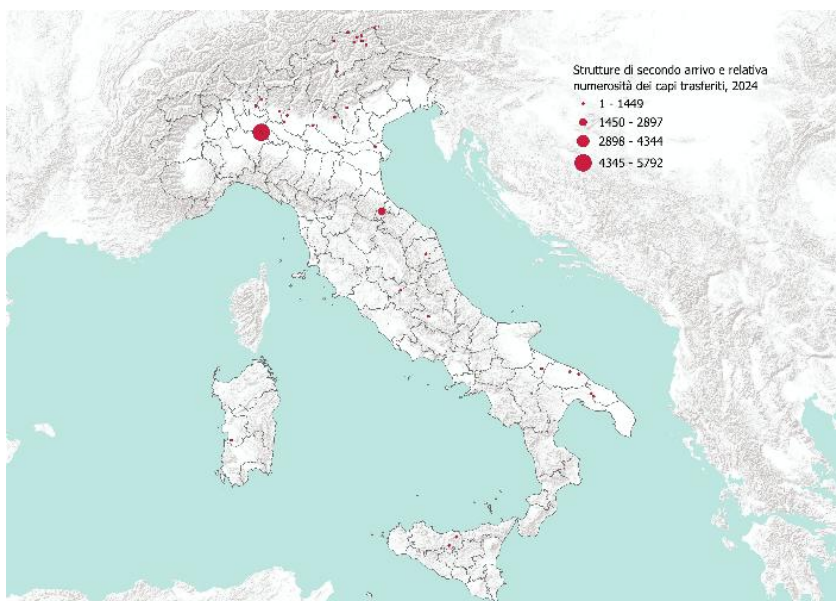 Strutture di secondo arrivo e relativa
numerosità dei capi trasferiti, 2024
1 - 1449
1450 - 2897
2898 - 4344
4345 - 5792